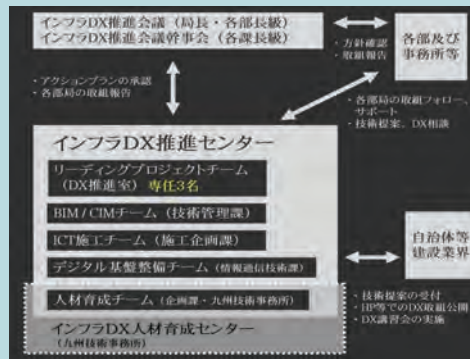 インフラDX推進会議(局長・各部長級)
インフラDX推進会議幹事会(各課長級)
各部及び
事務所等
・方針確認
・取組報告
・アクションプランの承認
・各部局の取組報告
・各部局の取組フォロー、
サポート
・技術提案、DX相談
インフラDX推進センター
リーディングプロジェクトチーム
(DX推進室) 専任3名
BIM/CIMチーム(技術管理課)
ICT施工チーム(施工企画課)
デジタル基盤整備チーム(情報通信技術課)
人材育成チーム(企画課・九州技術事務所)
インフラDX人材育成センター
(九州技術事務所)
自治体等
建設業界
・技術提案の受付
・HP等でのDX取組公開
・DX講習会の実施